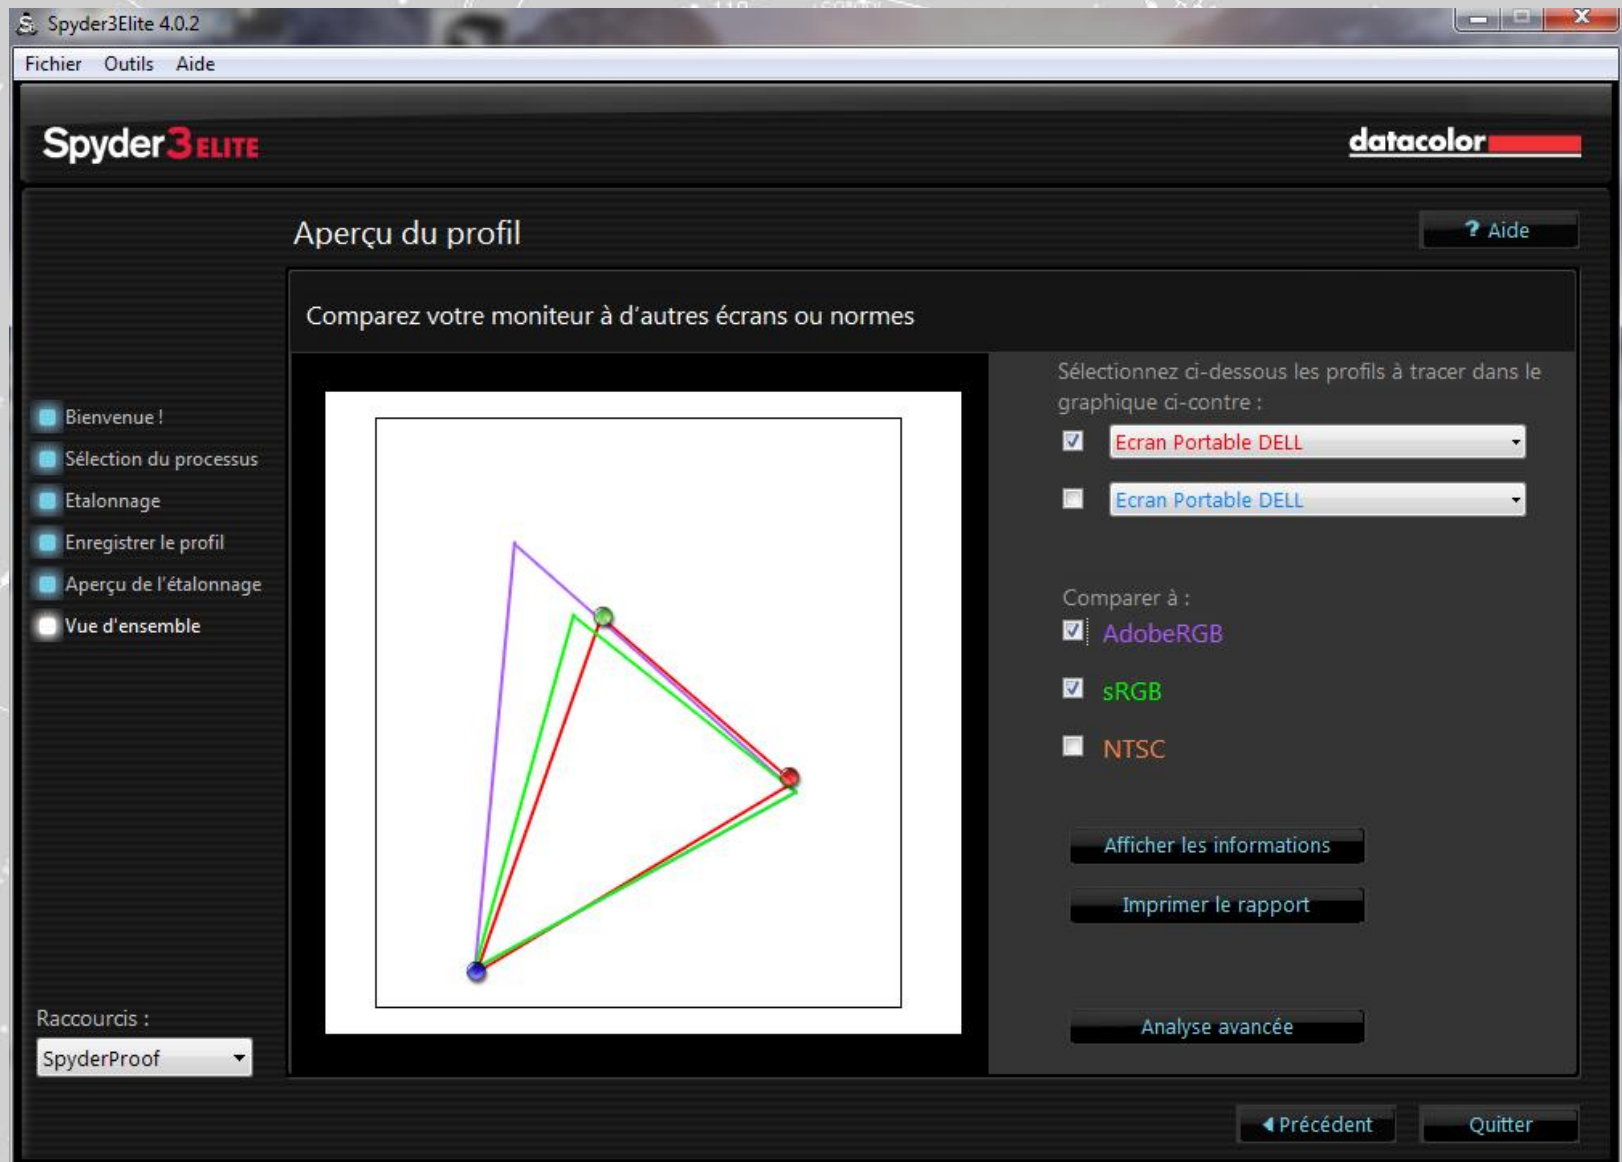 Spyder3Elite 4.0.2
Fichier Outils Aide
Spyder3 ELITE
datacolor
Aperçu du profil
? Aide
Comparez votre moniteur à d'autres écrans ou normes
Bienvenue !
Sélection du processus
Etalonnage
Enregistrer le profil
Aperçu de l'étalonnage
Vue d'ensemble
Raccourcis :
SpyderProof
Sélectionnez ci-dessous les profils à tracer dans le
graphique ci-contre :
Ecran Portable DELL
Ecran Portable DELL
Comparer à :
AdobeRGB
sRGB
NTSC
Afficher les informations
Imprimer le rapport
Analyse avancée
Précédent
Quitter